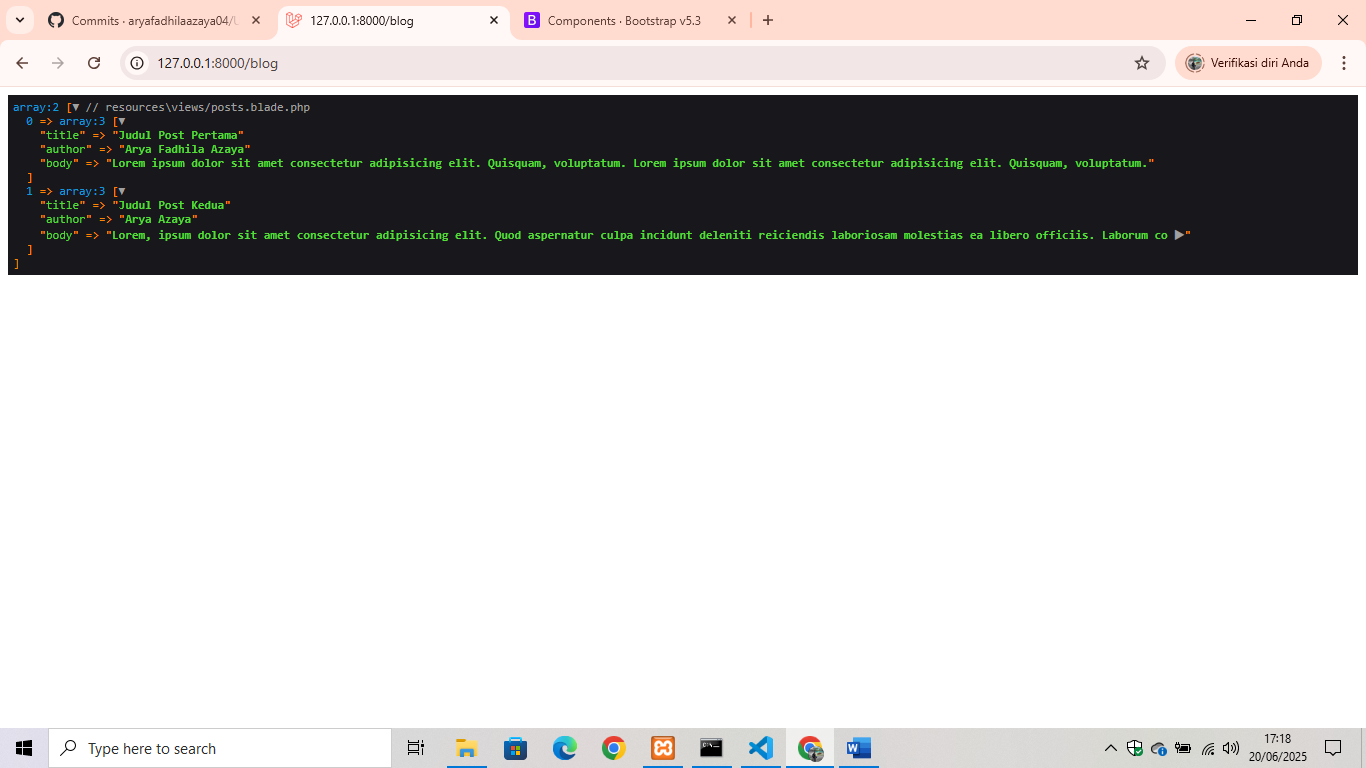 Commits · aryafadhilaazaya04/
127.0.0.1:8000/blog
Components · Bootstrap v5.3
127.0.0.1:8000/blog
Verifikasi diri Anda
array:2 [▼ // resources\views/posts.blade.php
0 => array:3 [▼
"title" => "Judul Post Pertama"
"author" => "Arya Fadhila Azaya"
"body" => "Lorem ipsum dolor sit amet consectetur adipisicing elit. Quisquam, voluptatum. Lorem ipsum dolor sit amet consectetur adipisicing elit. Quisquam, voluptatum."
]
1 => array:3 [▼
"title" => "Judul Post Kedua"
"author" => "Arya Azaya"
"body" => "Lorem, ipsum dolor sit amet consectetur adipisicing elit. Quod aspernatur culpa incidunt deleniti reiciendis laboriosam molestias ea libero officiis. Laborum co ▶"
]
]
Type here to search
17:18
20/06/2025